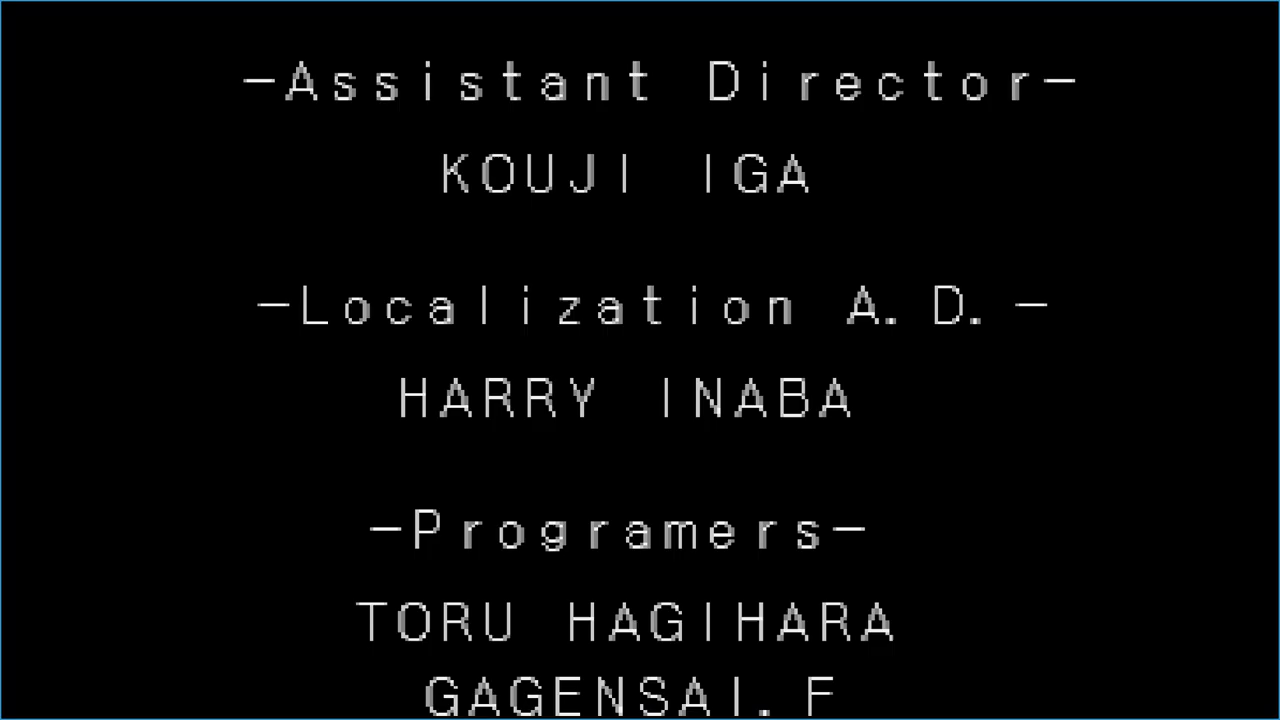 -Assistant Director-
KOUJI IGA
-Localization A. D. -
HARRY INABA
-Programers-
TORU HAGIHARA
GAGENSAI. F